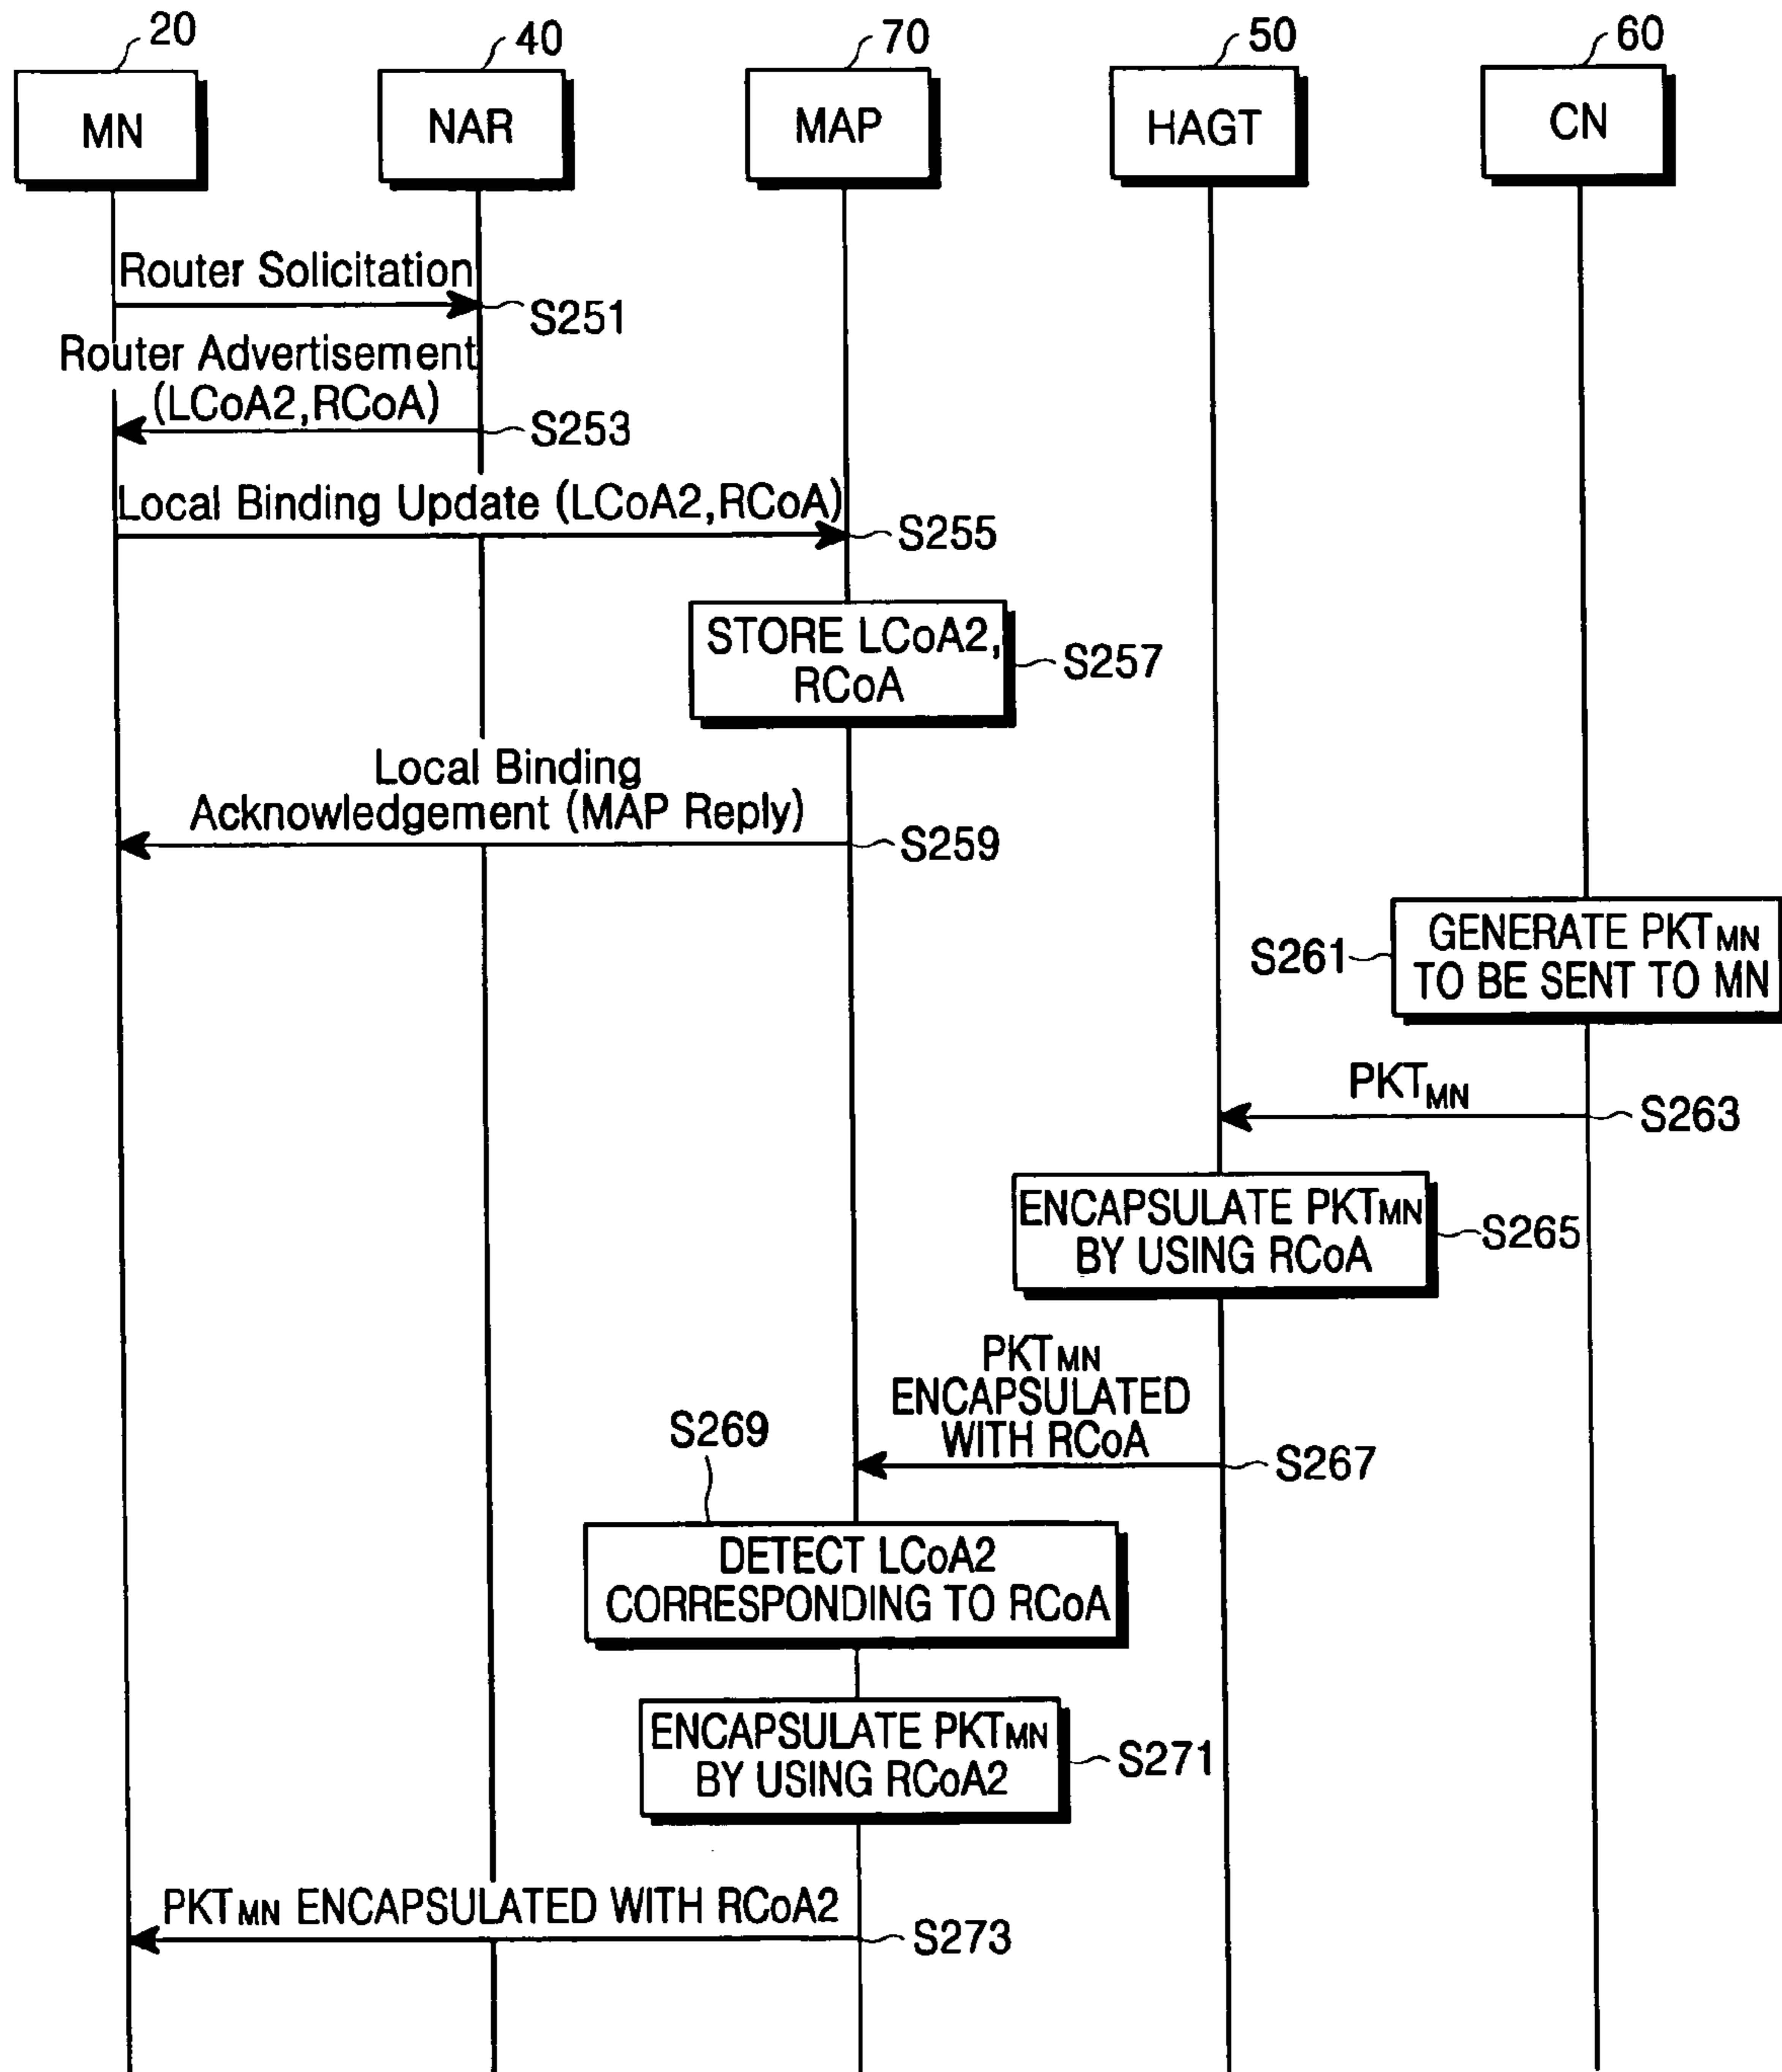 20
40
70
50
60
MN
NAR
MAP
HAGT
CN
Router Solicitation
S251
Router Advertisement
(LCoA2,RCoA)
S253
Local Binding Update (LCoA2,RCoA)
S255
STORE LCoA2,
RCoA
S257
Local Binding
Acknowledgement (MAP Reply)
S259
GENERATE PKTMN
TO BE SENT TO MN
S261
PKTMN
S263
ENCAPSULATE PKTMN
BY USING RCoA
S265
PKTMN
ENCAPSULATED
WITH RCoA
S267
S269
DETECT LCoA2
CORRESPONDING TO RCoA
ENCAPSULATE PKTMN
BY USING RCoA2
S271
PKTMN ENCAPSULATED WITH RCoA2
S273